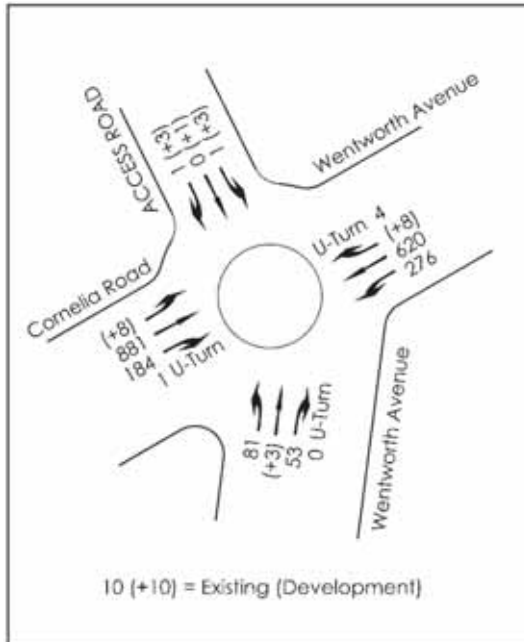 ACCESS ROAD
1 (+3)
0 (+1)
1 (+3)
Wentworth Avenue
U-Turn 4
(+8)
620
276
Cornelia Road
(+8)
881
184
1 U-Turn
81
(+3)
53
0 U-Turn
Wentworth Avenue
10 (+10) = Existing (Development)